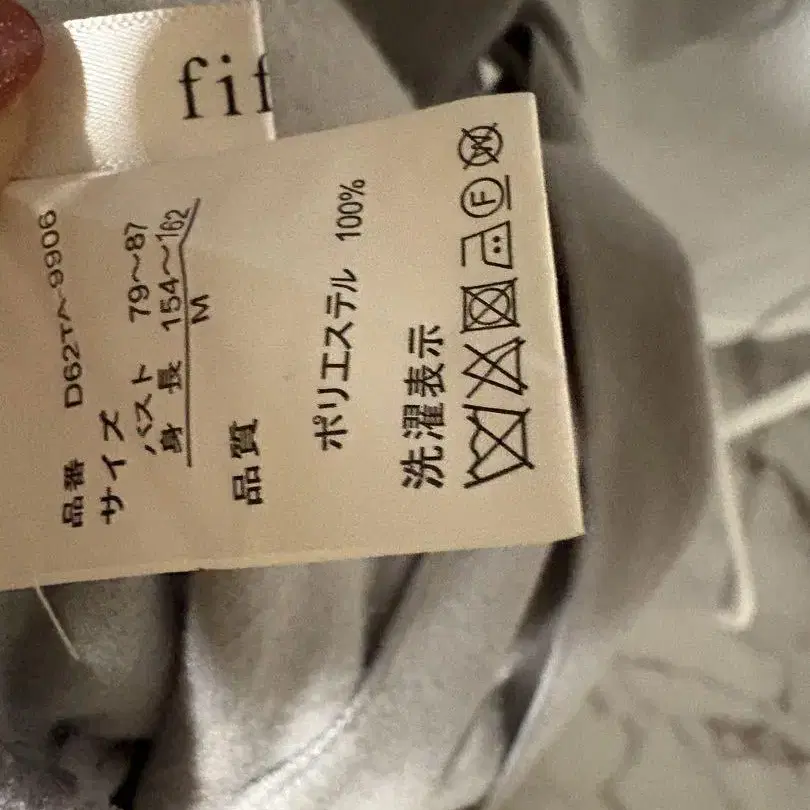 fif
品番 D62TA-9906
サイズ
バスト 79〜87
身長 154〜162
M
品質
ポリエステル 100%
洗濯表示
F
W